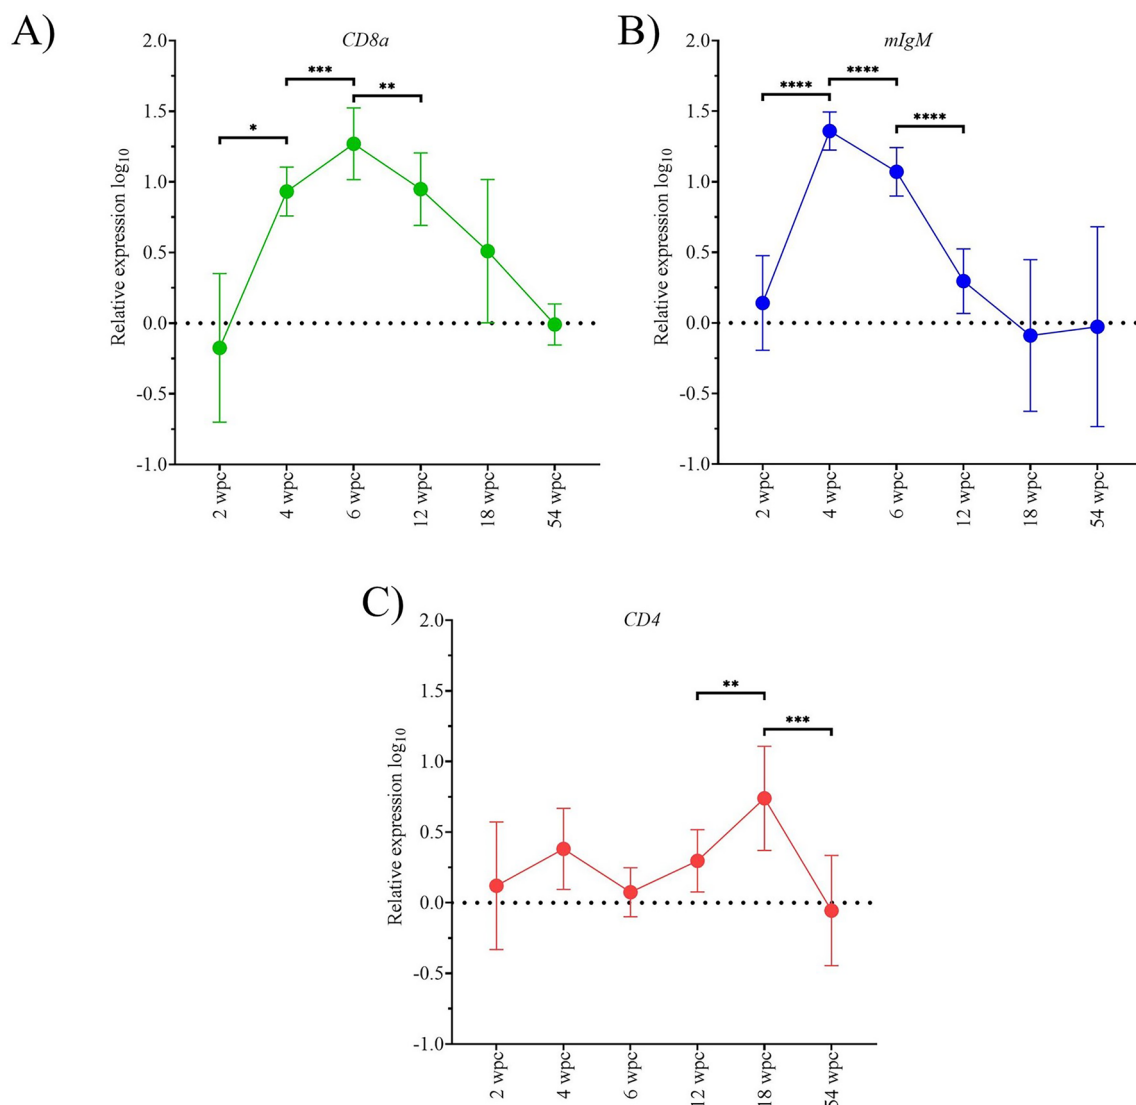 A)
CD8a
2.0
1.5
1.0
0.5
0.0
-0.5
-1.0
Relative expression log10
*
***
**
2 wpc
4 wpc
6 wpc
12 wpc
18 wpc
54 wpc
B)
mIgM
2.0
1.5
1.0
0.5
0.0
-0.5
-1.0
Relative expression log10
****
****
****
2 wpc
4 wpc
6 wpc
12 wpc
18 wpc
54 wpc
C)
CD4
2.0
1.5
1.0
0.5
0.0
-0.5
-1.0
Relative expression log10
**
***
2 wpc
4 wpc
6 wpc
12 wpc
18 wpc
54 wpc